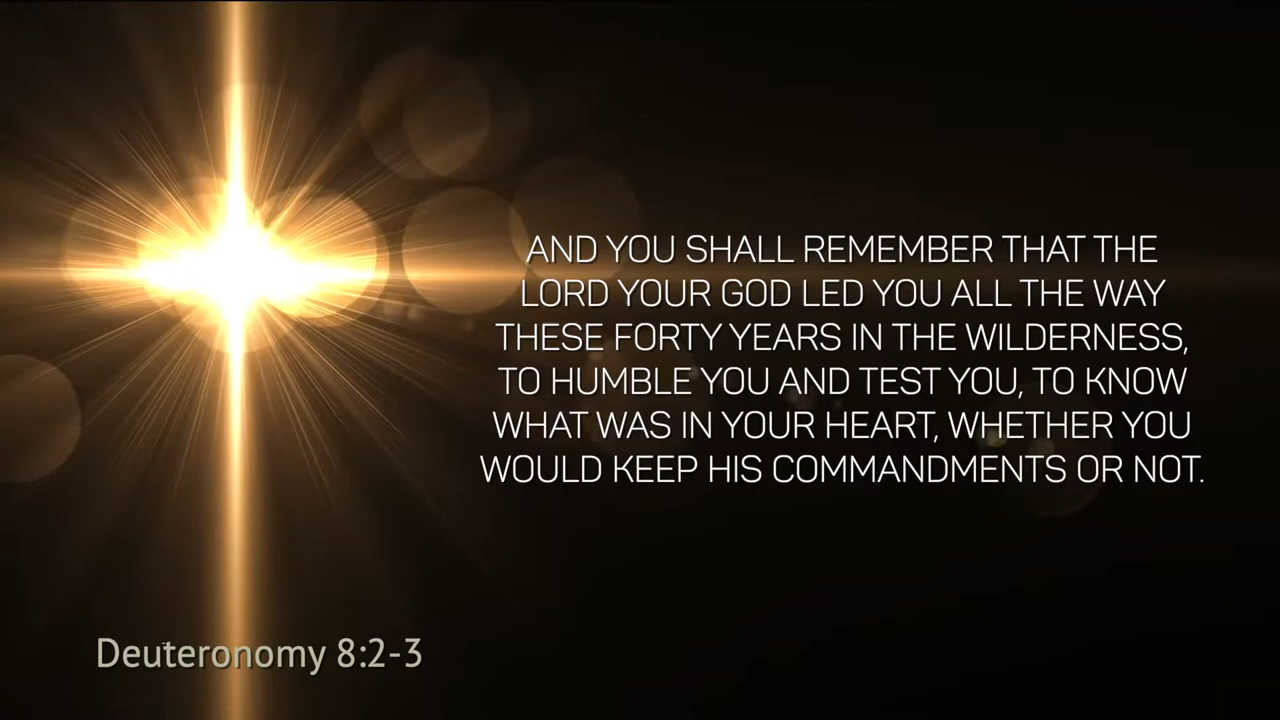 AND YOU SHALL REMEMBER THAT THE
LORD YOUR GOD LED YOU ALL THE WAY
THESE FORTY YEARS IN THE WILDERNESS,
TO HUMBLE YOU AND TEST YOU, TO KNOW
WHAT WAS IN YOUR HEART, WHETHER YOU
WOULD KEEP HIS COMMANDMENTS OR NOT.
Deuteronomy 8:2-3